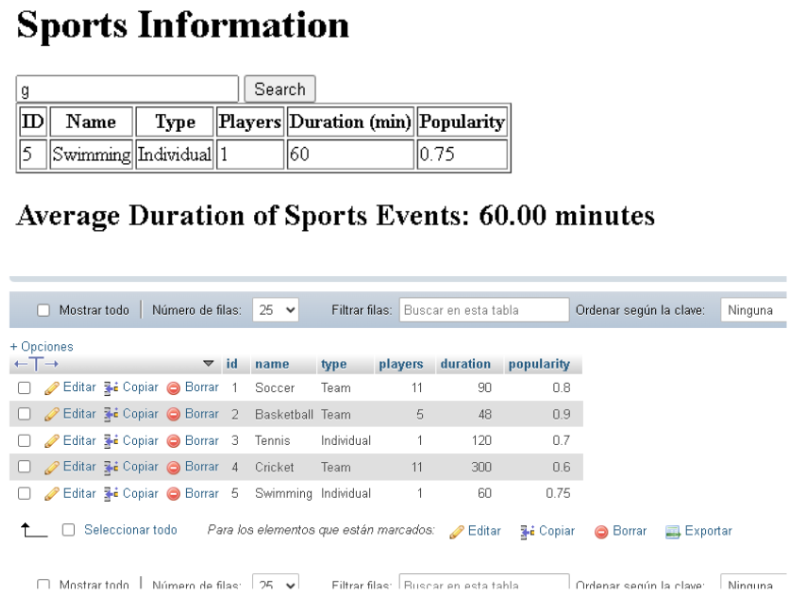 Sports Information
g Search
ID Name Type Players Duration (min) Popularity
5 Swimming Individual 1 60 0.75
Average Duration of Sports Events: 60.00 minutes
Mostrar todo Número de filas: 25 Filtrar filas: Buscar en esta tabla Ordenar según la clave: Ninguna
+ Opciones
←T→ id name type players duration popularity
Editar Copiar Borrar 1 Soccer Team 11 90 0.8
Editar Copiar Borrar 2 Basketball Team 5 48 0.9
Editar Copiar Borrar 3 Tennis Individual 1 120 0.7
Editar Copiar Borrar 4 Cricket Team 11 300 0.6
Editar Copiar Borrar 5 Swimming Individual 1 60 0.75
Seleccionar todo Para los elementos que están marcados: Editar Copiar Borrar Exportar
Mostrar todo Número de filas: 25 Filtrar filas: Buscar en esta tabla Ordenar según la clave: Ninguna